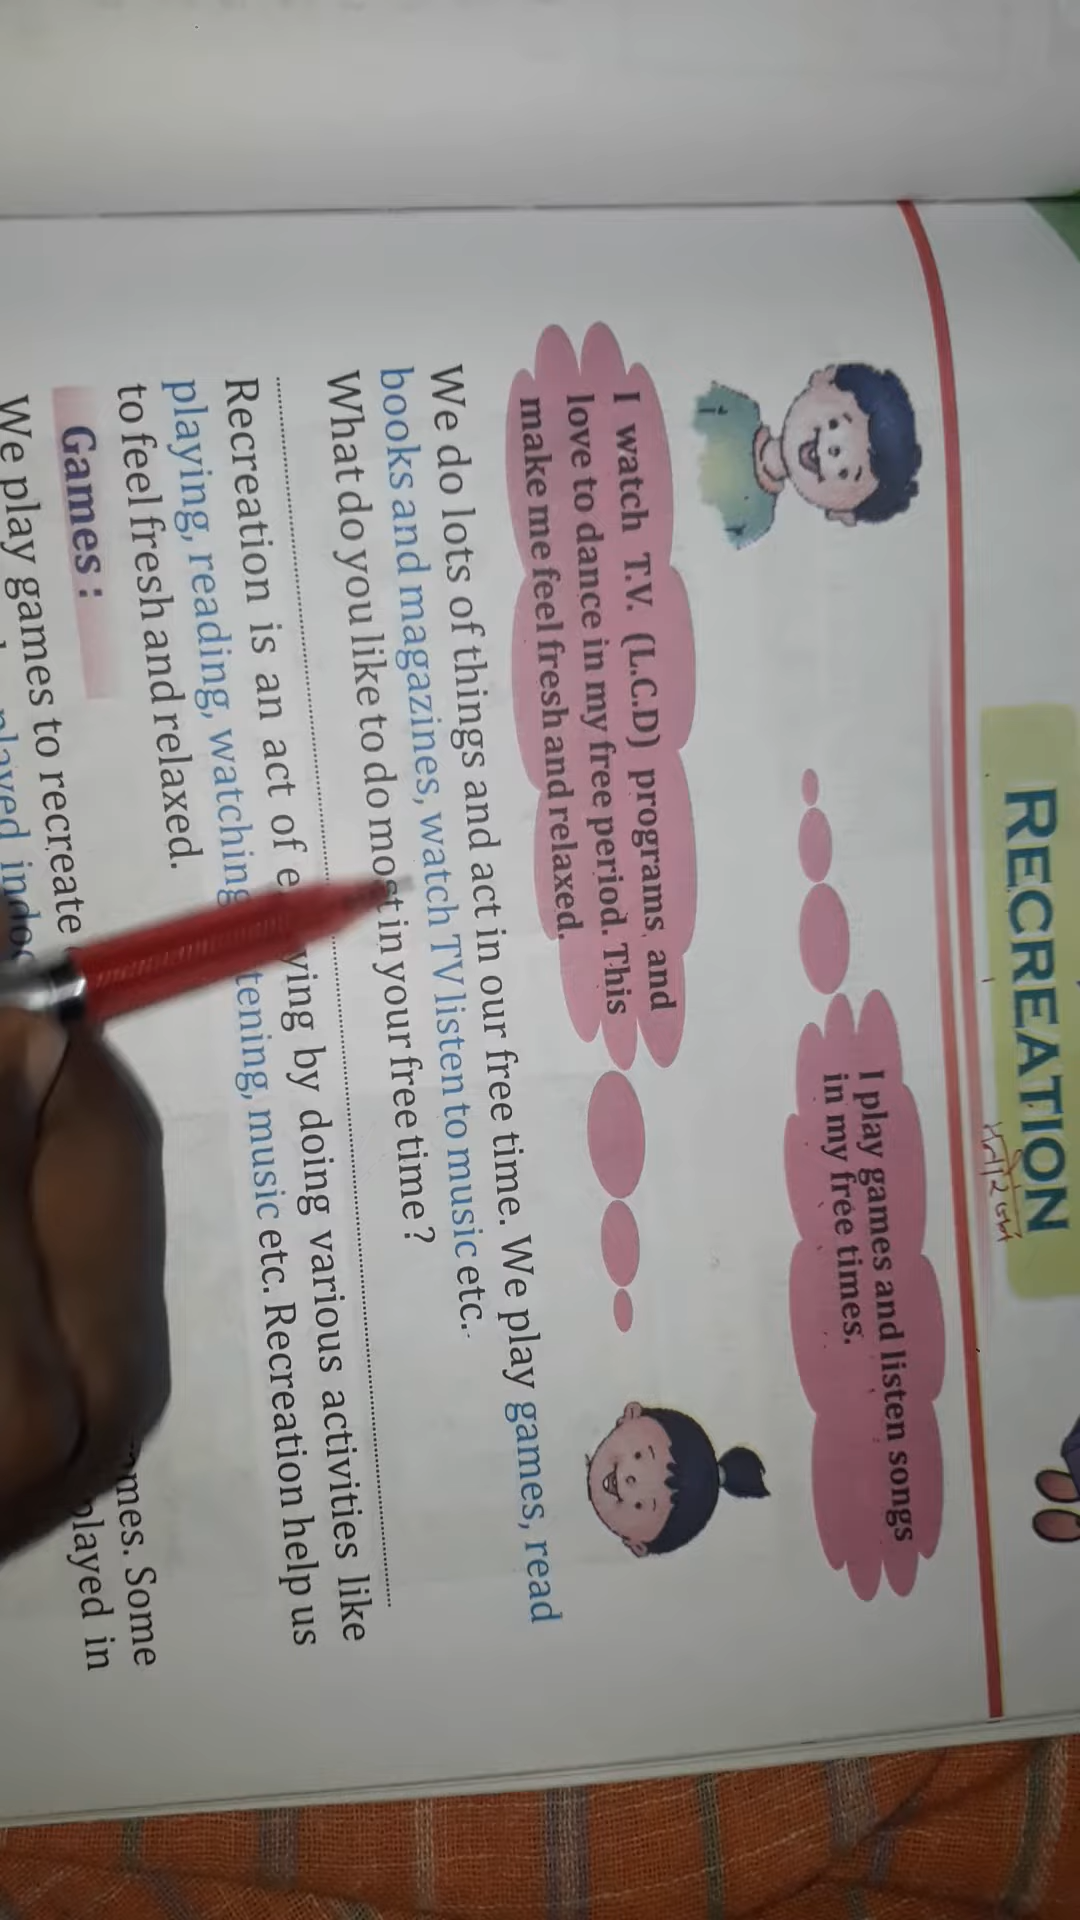 RECREATION
मनोरंजन
I play games and listen songs
in my free times.
I watch T.V. (L.C.D) programs and
love to dance in my free period. This
make me feel fresh and relaxed.
We do lots of things and act in our free time. We play games, read
books and magazines, watch TV listen to music etc.
What do you like to do most in your free time ?
Recreation is an act of e ying by doing various activities like
playing, reading, watching tening, music etc. Recreation help us
to feel fresh and relaxed.
Games :
We play games to recreate mes. Some
played indoo played in